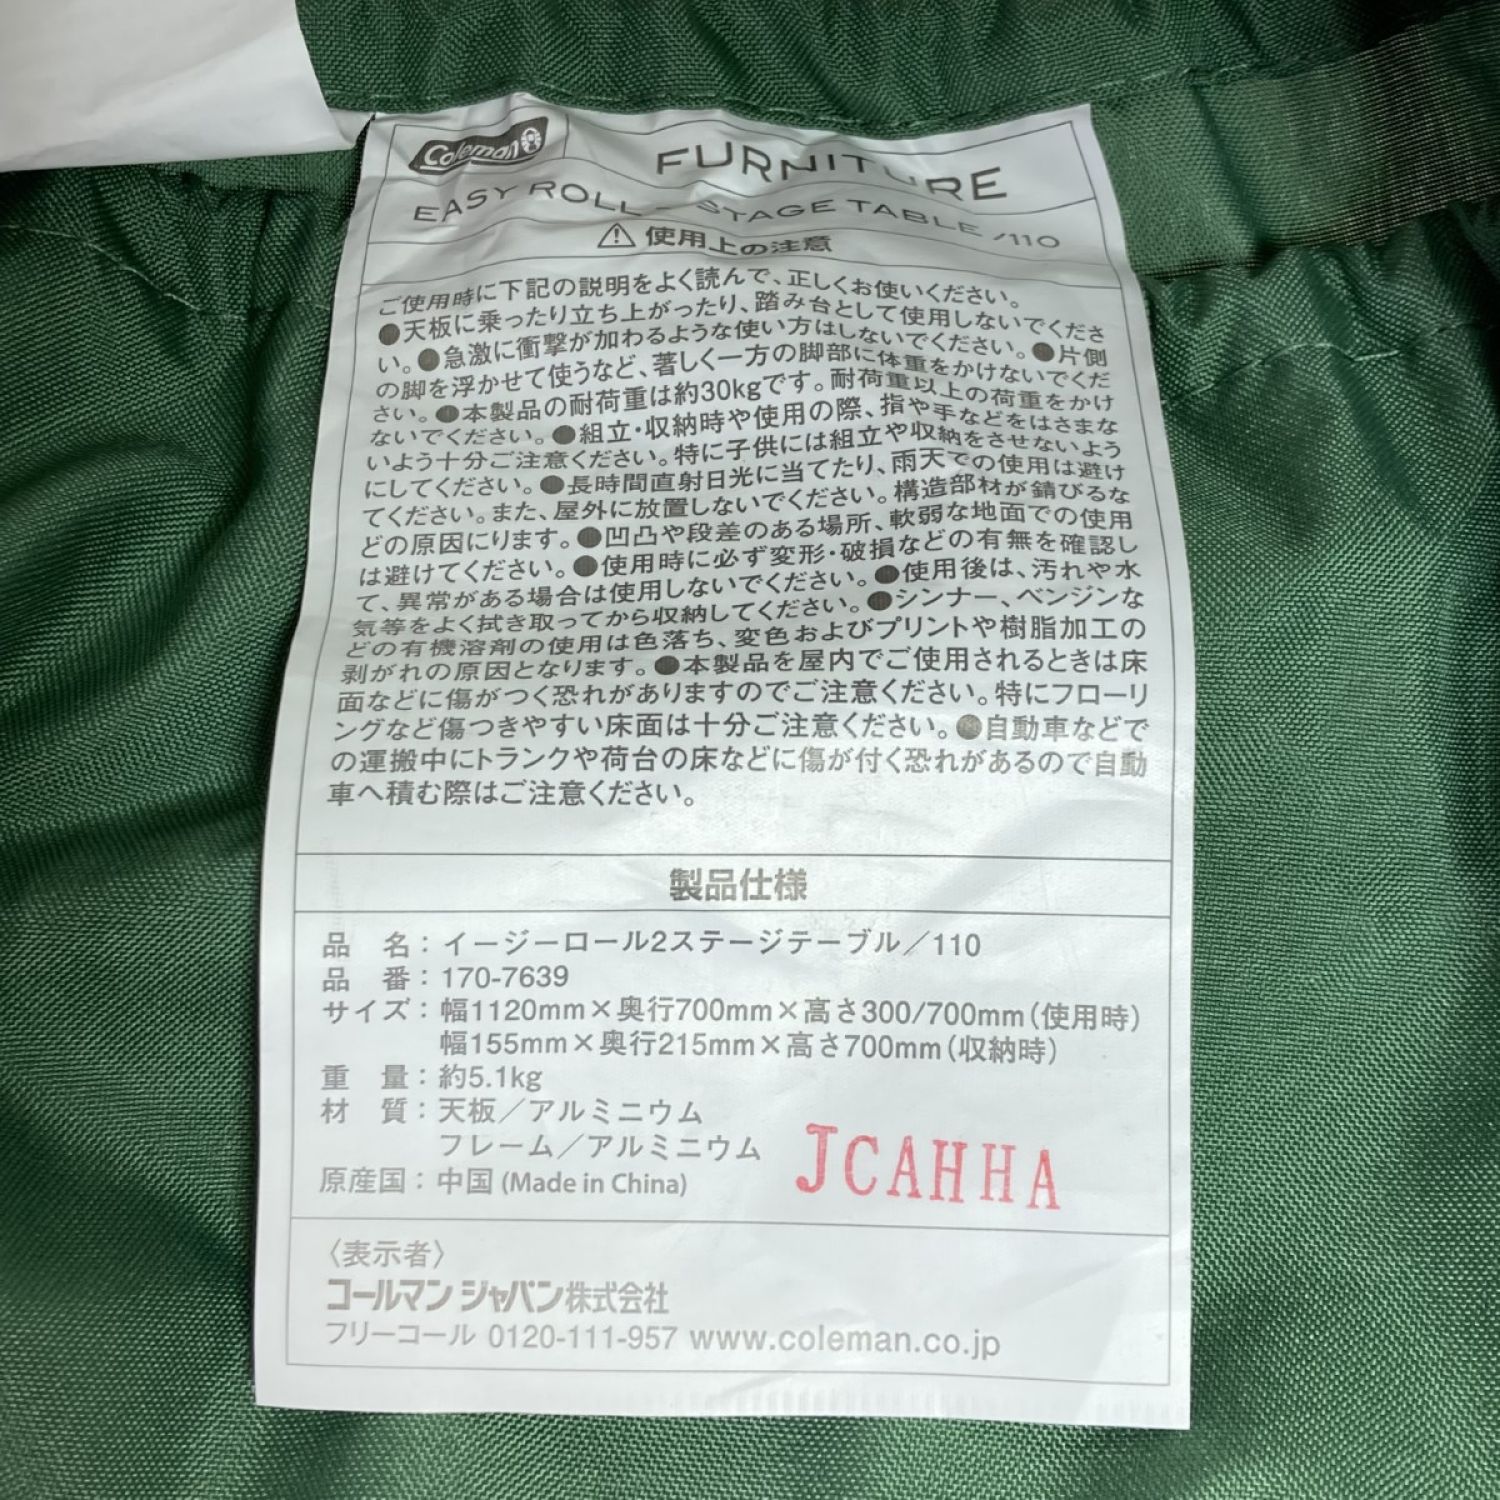 Coleman
FURNITURE
EASY ROLL – STAGE TABLE /110
使用上の注意
ご使用時に下記の説明をよく読んで、正しくお使いください。
●天板に乗ったり立ち上がったり、踏み台として使用しないでくださ
い。●急激に衝撃が加わるような使い方はしないでください。●片側
の脚を浮かせて使うなど、著しく一方の脚部に体重をかけないでくだ
さい。●本製品の耐荷重は約30kgです。耐荷重以上の荷重をかけ
ないでください。●組立・収納時や使用の際、指や手などをはさまな
いよう十分ご注意ください。特に子供には組立や収納をさせないよう
にしてください。●長時間直射日光に当てたり、雨天での使用は避け
てください。また、屋外に放置しないでください。構造部材が錆びるな
どの原因にります。●凹凸や段差のある場所、軟弱な地面での使用
は避けてください。●使用時に必ず変形・破損などの有無を確認し
て、異常がある場合は使用しないでください。●使用後は、汚れや水
気等をよく拭き取ってから収納してください。●シンナー、ベンジンな
どの有機溶剤の使用は色落ち、変色およびプリントや樹脂加工の
剥がれの原因となります。●本製品を屋内でご使用されるときは床
面などに傷がつく恐れがありますのでご注意ください。特にフローリ
ングなど傷つきやすい床面は十分ご注意ください。●自動車などで
の運搬中にトランクや荷台の床などに傷が付く恐れがあるので自動
車へ積む際はご注意ください。
製品仕様
品 名：イージーロール2ステージテーブル／110
品 番：170-7639
サイズ：幅1120mm×奥行700mm×高さ300/700mm（使用時）
幅155mm×奥行215mm×高さ700mm（収納時）
重 量：約5.1kg
材 質：天板／アルミニウム
フレーム／アルミニウム
原産国：中国 (Made in China)
JCAHHA
〈表示者〉
コールマン ジャパン株式会社
フリーコール 0120-111-957 www.coleman.co.jp